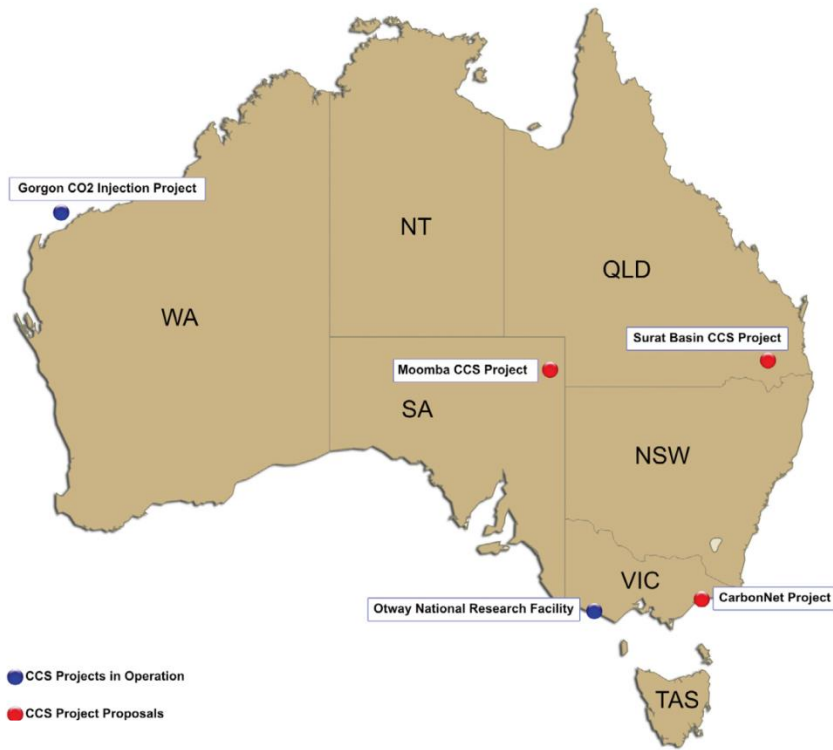 Gorgon CO2 Injection Project
NT
QLD
WA
Surat Basin CCS Project
Moomba CCS Project
SA
NSW
VIC
CarbonNet Project
Otway National Research Facility
CCS Projects in Operation
TAS
CCS Project Proposals